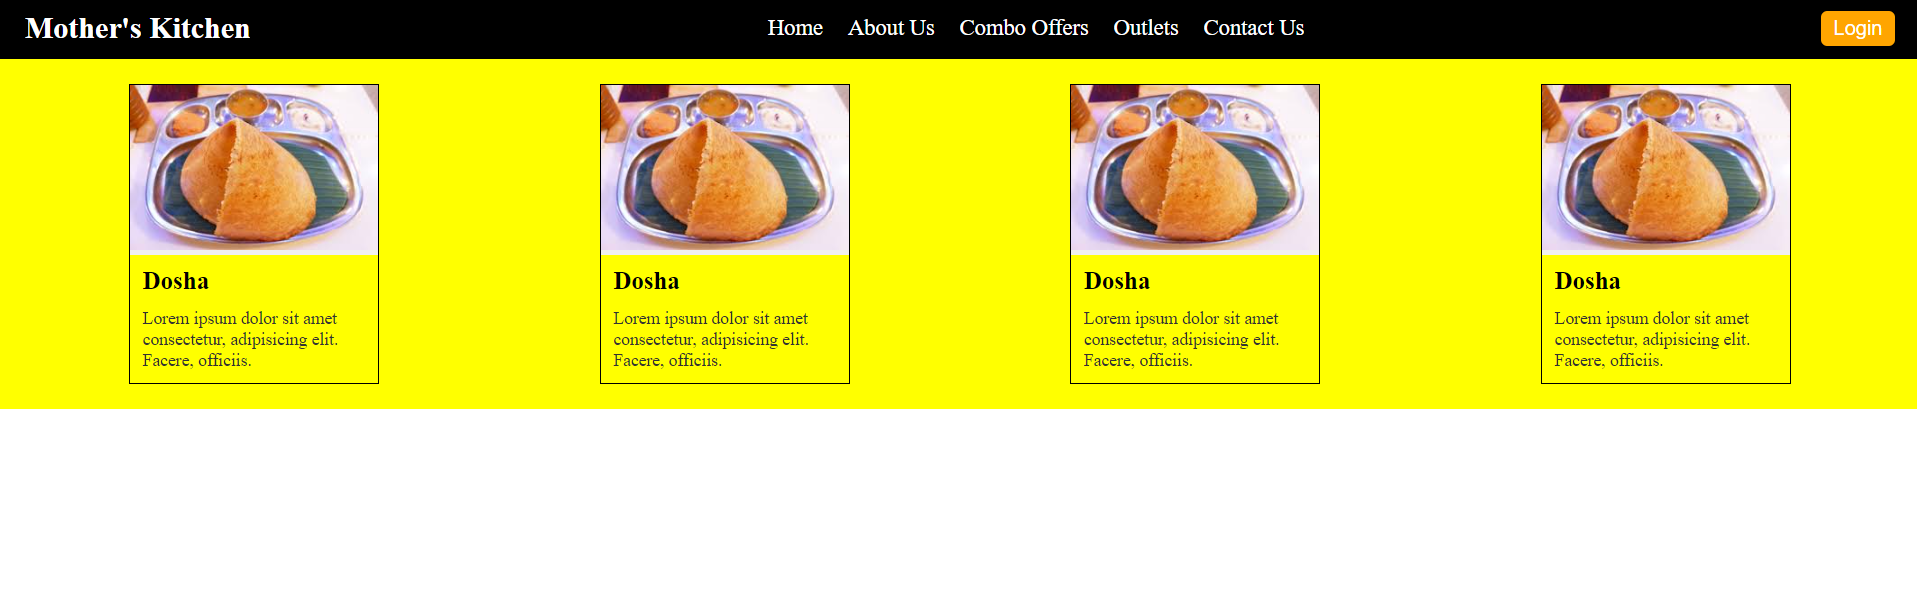 Mother's Kitchen
Home About Us Combo Offers Outlets Contact Us
Login
Dosha
Lorem ipsum dolor sit amet
consectetur, adipisicing elit.
Facere, officiis.
Dosha
Lorem ipsum dolor sit amet
consectetur, adipisicing elit.
Facere, officiis.
Dosha
Lorem ipsum dolor sit amet
consectetur, adipisicing elit.
Facere, officiis.
Dosha
Lorem ipsum dolor sit amet
consectetur, adipisicing elit.
Facere, officiis.